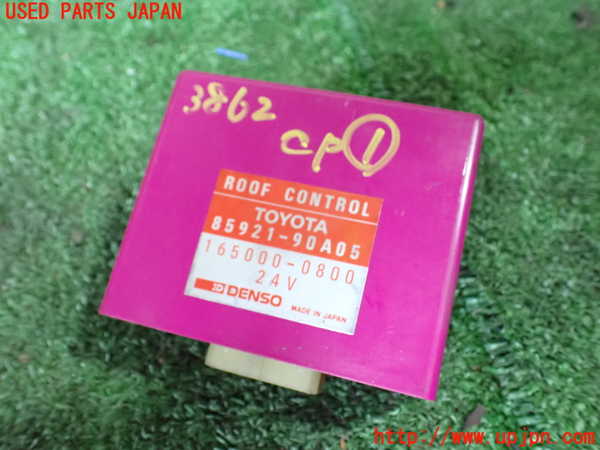 USED PARTS JAPAN
3862
CP①
ROOF CONTROL
TOYOTA
85921-90A05
165000-0800
24V
DENSO
MADE IN JAPAN
http://www.upjpn.com/